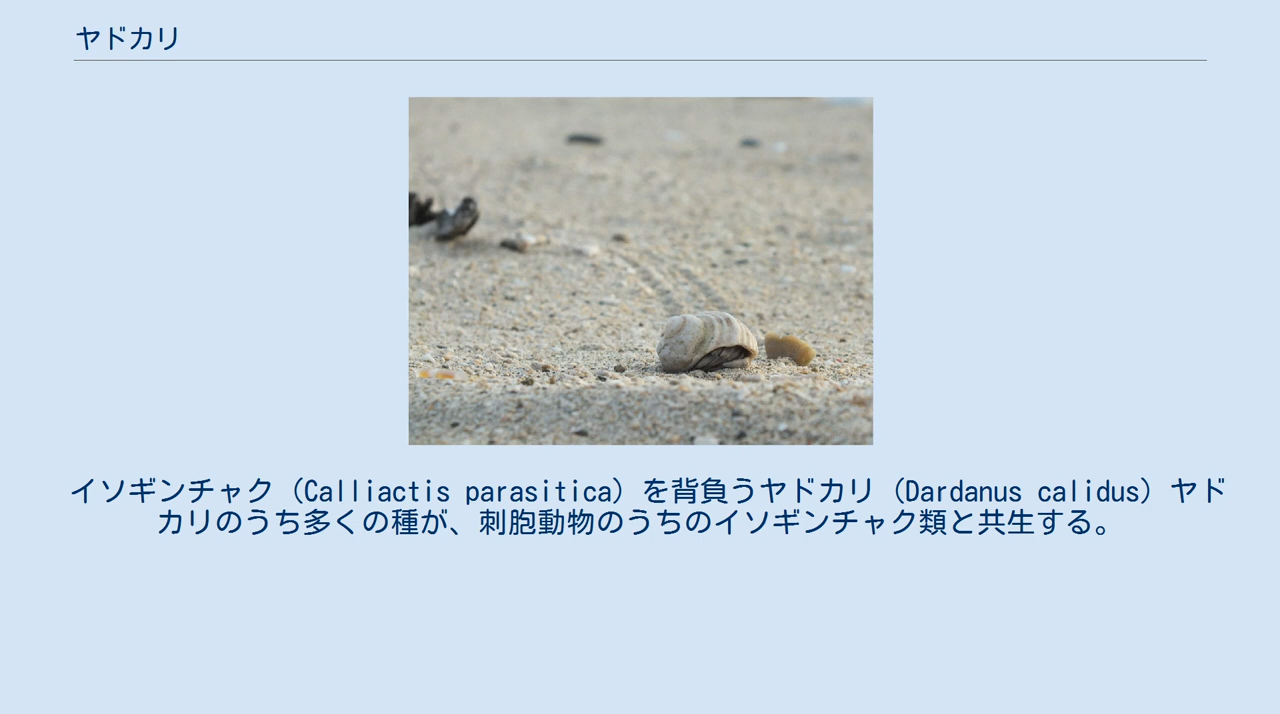 ヤドカリ
イソギンチャク（Calliactis parasitica）を背負うヤドカリ（Dardanus calidus）ヤド
カリのうち多くの種が、刺胞動物のうちのイソギンチャク類と共生する。